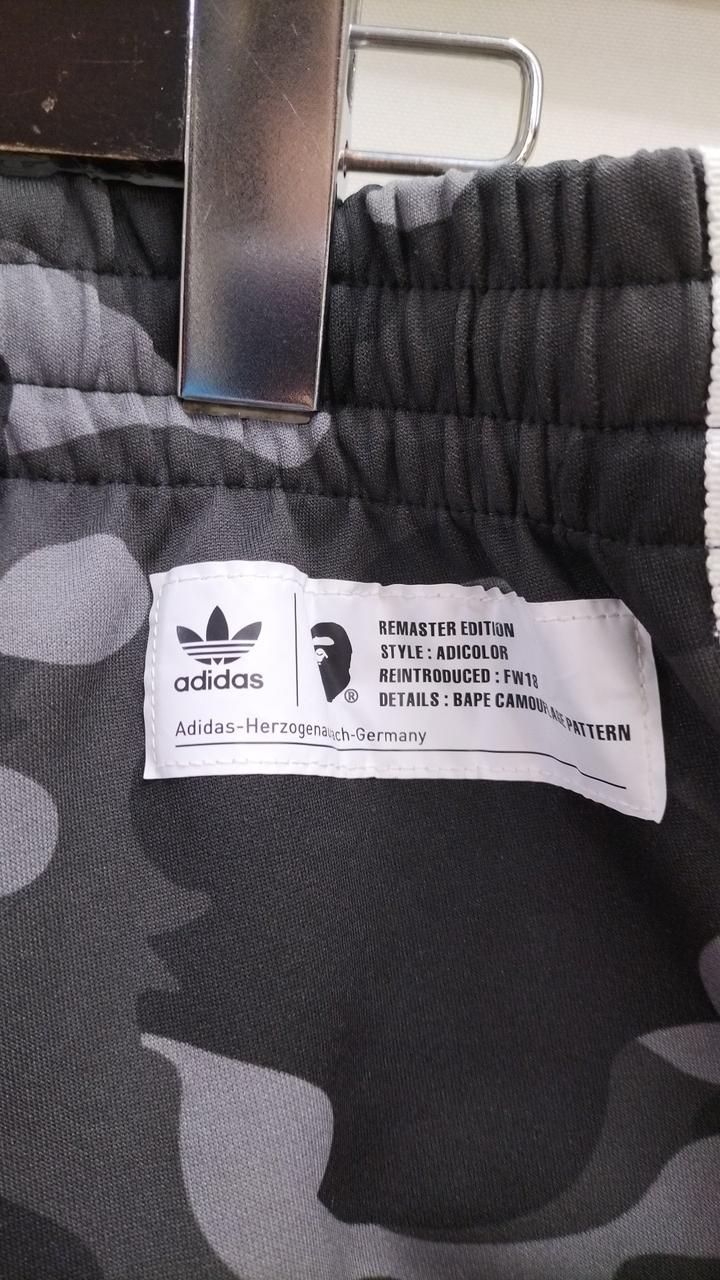 adidas
®
REMASTER EDITION
STYLE : ADICOLOR
REINTRODUCED : FW18
DETAILS : BAPE CAMOUFLAGE PATTERN
Adidas-Herzogenaurach-Germany